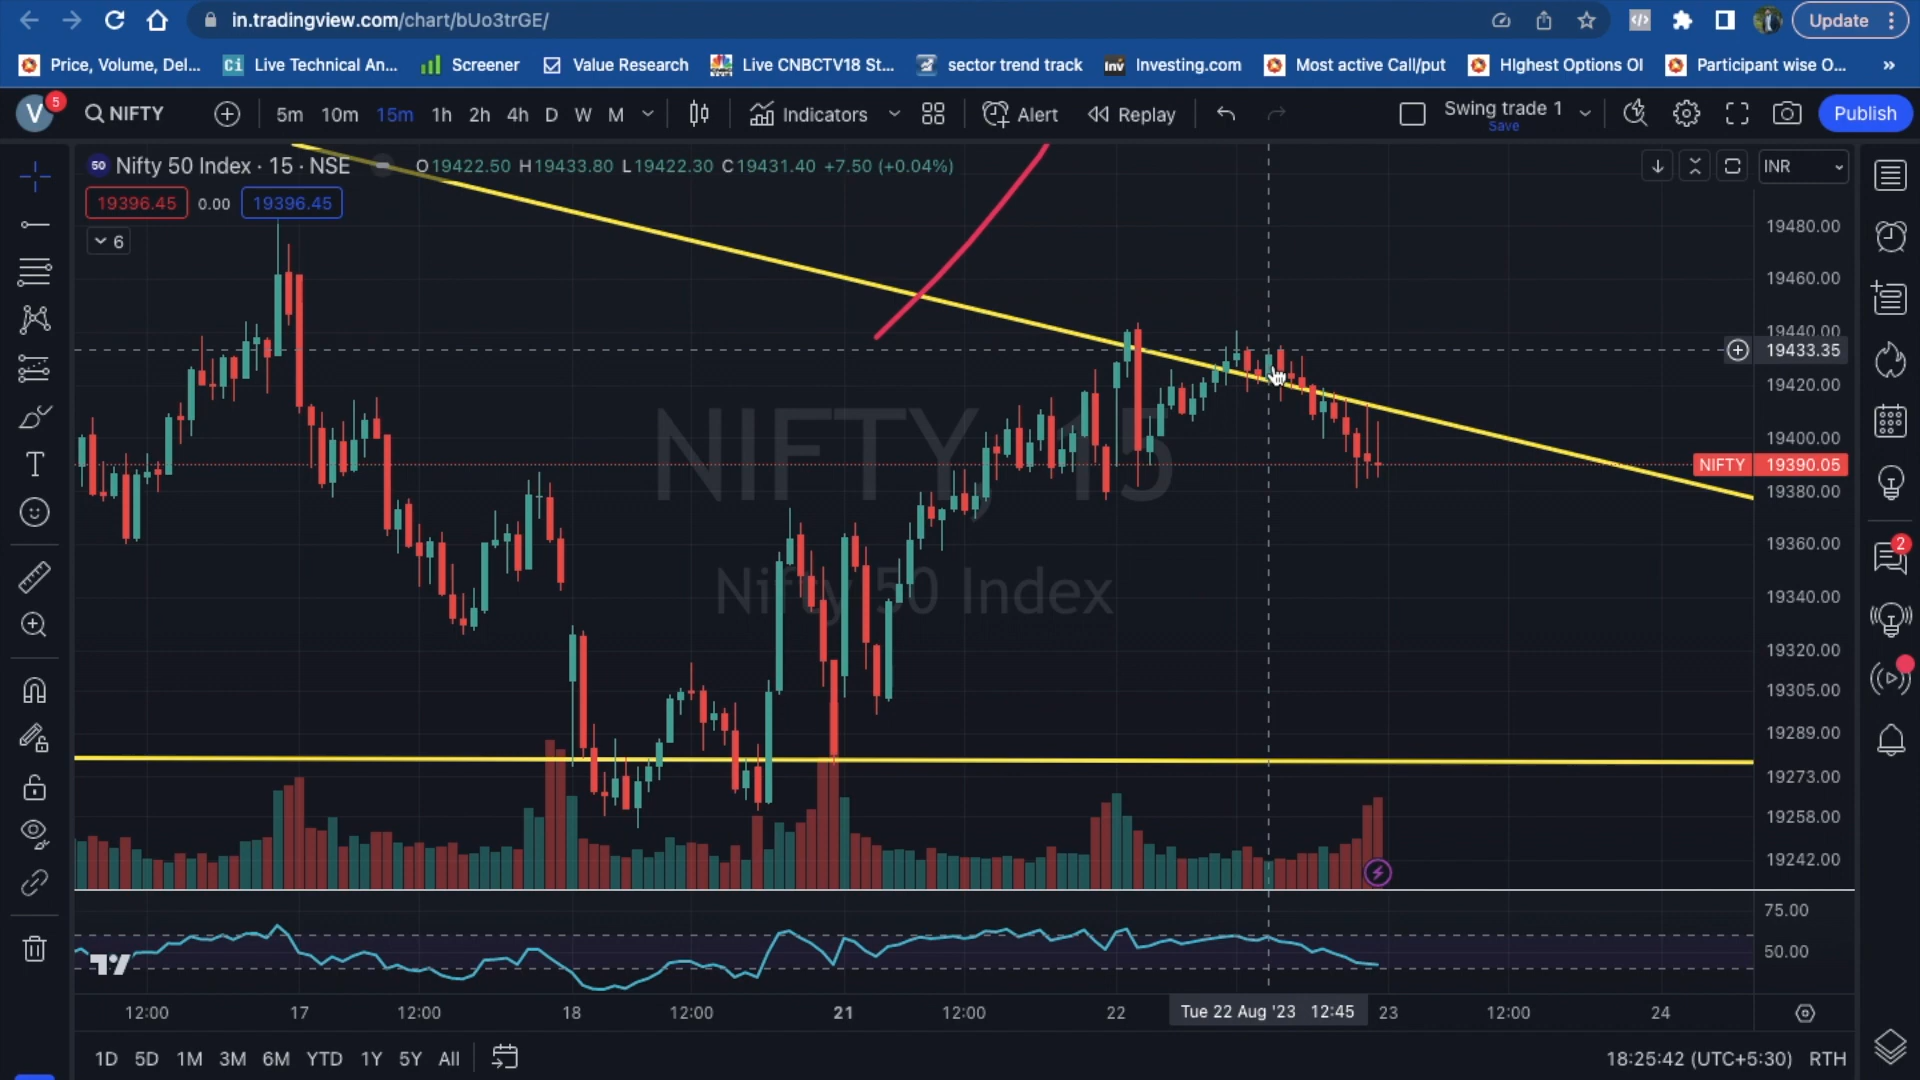 in.tradingview.com/chart/bUo3trGE/
Update
Price, Volume, Del...
Ci Live Technical An...
Screener
Value Research
Live CNBCTV18 St...
sector trend track
Inv Investing.com
Most active Call/put
HIghest Options OI
Participant wise O...
»
V 5
NIFTY
5m 10m 15m 1h 2h 4h D W M
Indicators
Alert
Replay
Swing trade 1
Save
Publish
50 Nifty 50 Index · 15 · NSE
O19422.50 H19433.80 L19422.30 C19431.40 +7.50 (+0.04%)
INR
19396.45 0.00 19396.45
6
19480.00
19460.00
19440.00
19433.35
19420.00
19400.00
NIFTY 19390.05
19380.00
19360.00
19340.00
19320.00
19305.00
19289.00
19273.00
19258.00
19242.00
NIFTY, 15
Nifty 50 Index
2
75.00
50.00
12:00 17 12:00 18 12:00 21 12:00 22 Tue 22 Aug '23 12:45 23 12:00 24
1D 5D 1M 3M 6M YTD 1Y 5Y All
18:25:42 (UTC+5:30) RTH